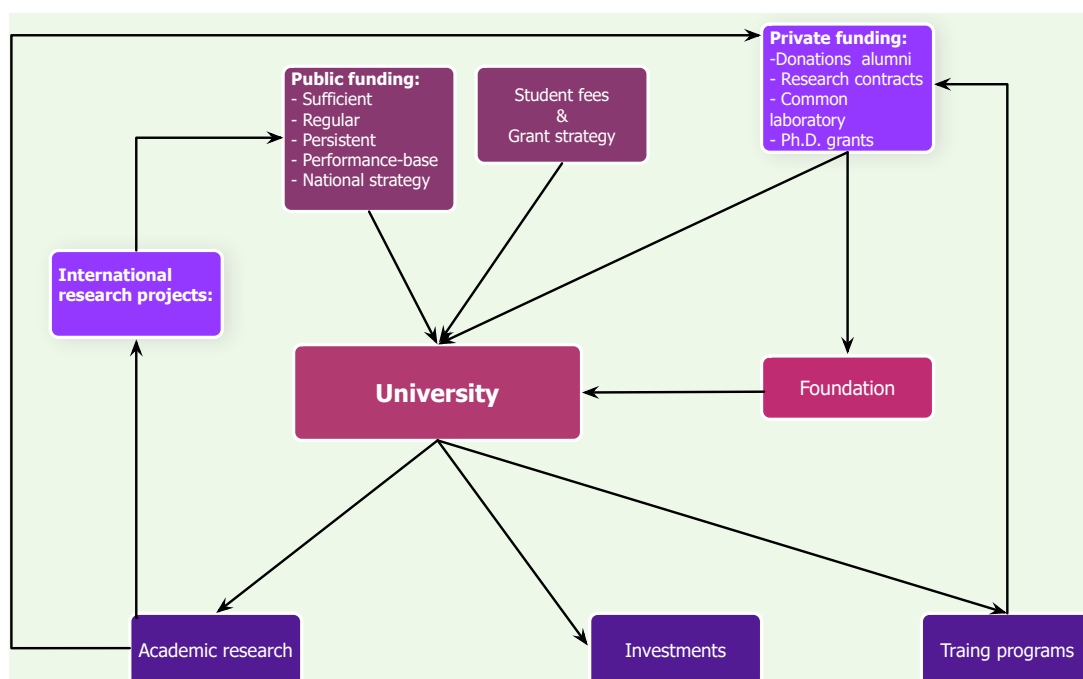 Public funding:
- Sufficient
- Regular
- Persistent
- Performance-base
- National strategy
Student fees
&
Grant strategy
Private funding:
-Donations alumni
- Research contracts
- Common
laboratory
- Ph.D. grants
International
research projects:
University
Foundation
Academic research
Investments
Traing programs